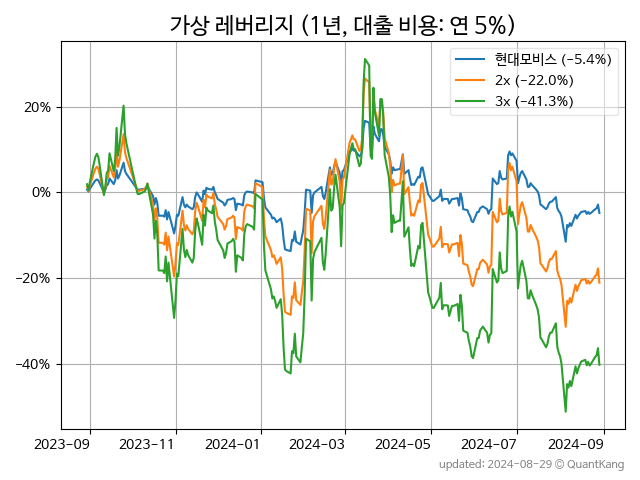 가상 레버리지 (1년, 대출 비용: 연 5%)
현대모비스 (−5.4%)
2x (−22.0%)
3x (−41.3%)
20%
0%
−20%
−40%
2023-09 2023-11 2024-01 2024-03 2024-05 2024-07 2024-09
updated: 2024-08-29 © QuantKang